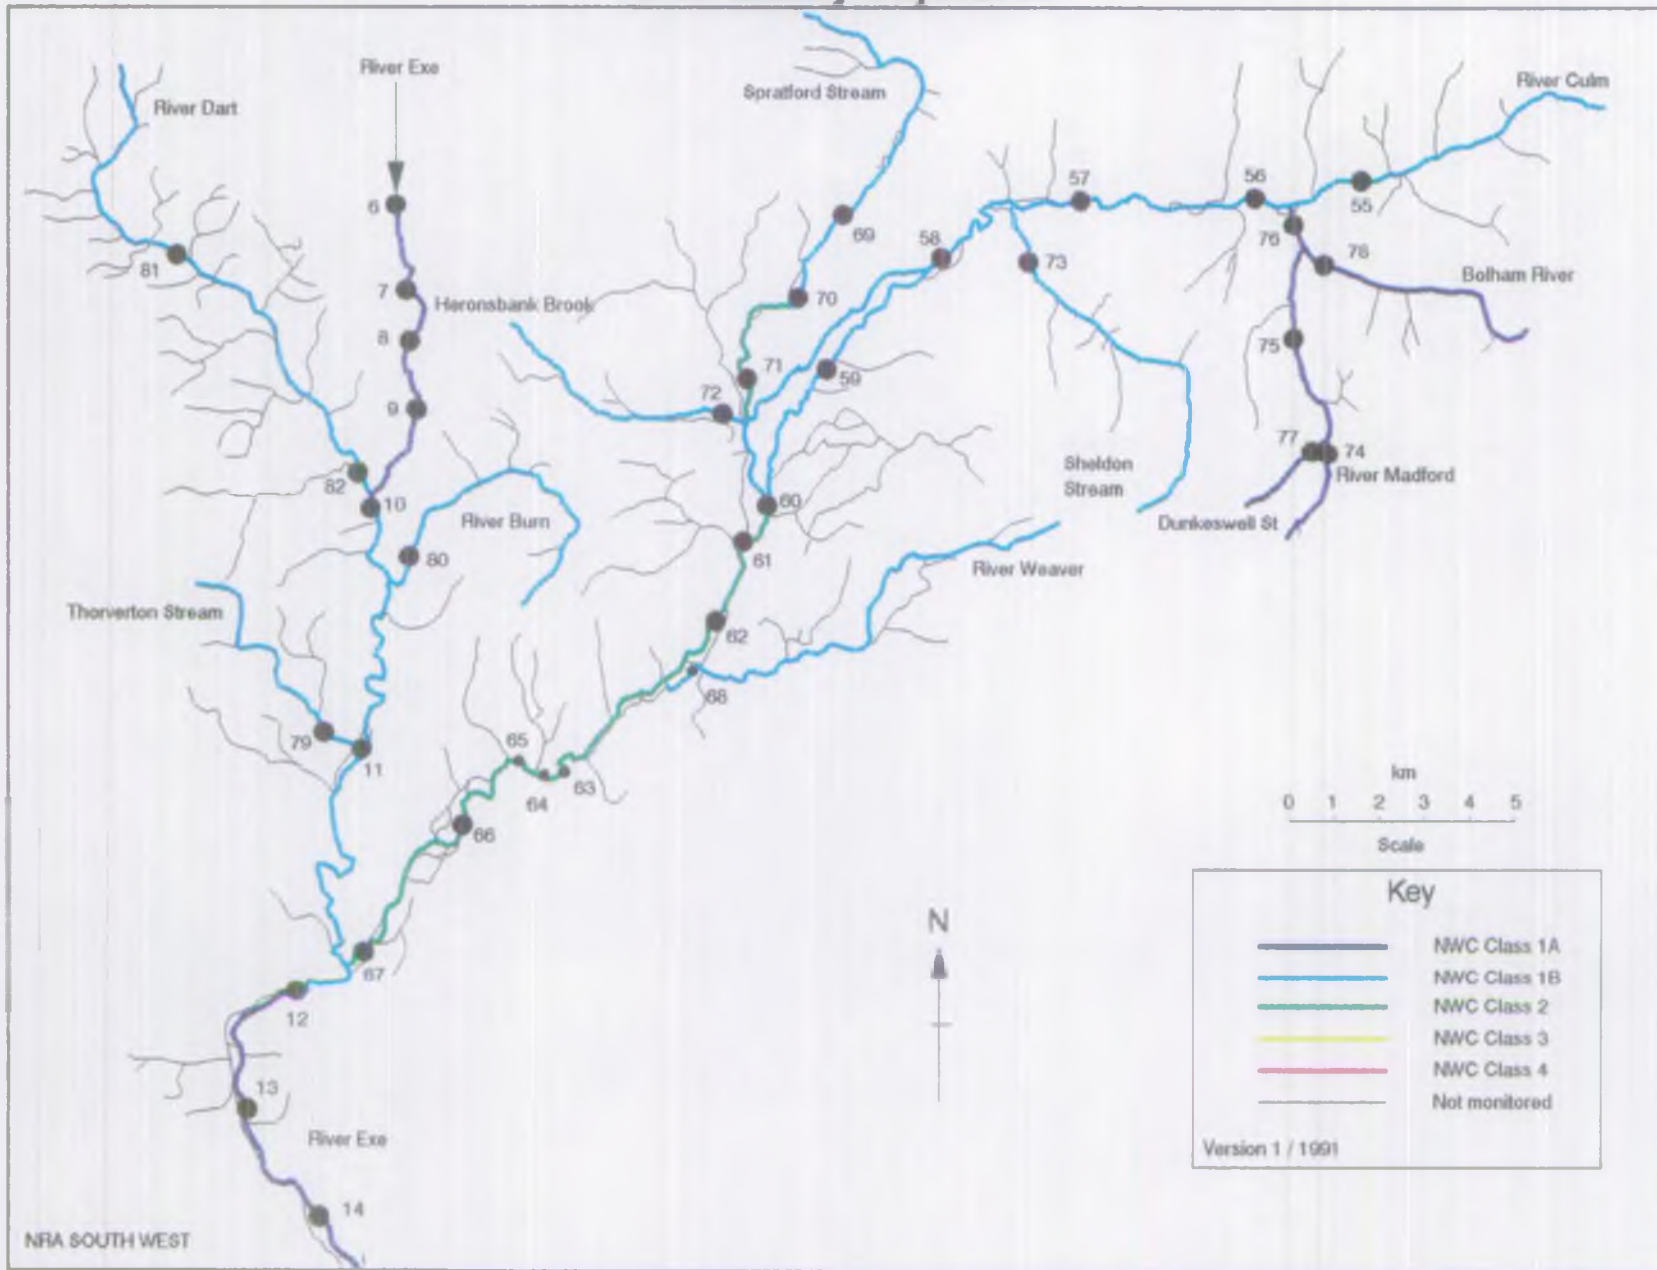 River Exe
River Dart
Spratford Stream
River Culm
6
57
56
55
69
76
78
81
58
73
Bolham River
7
70
Heronsbank Brook
8
75
71
59
72
9
77
74
Sheldon
Stream
River Madford
82
10
60
River Burn
Dunkeswell St
80
61
River Weaver
Thorverton Stream
62
68
79
11
65
64
63
66
km
0 1 2 3 4 5
Scale
Key
N
NWC Class 1A
NWC Class 1B
NWC Class 2
NWC Class 3
NWC Class 4
Not monitored
Version 1 / 1991
67
12
13
River Exe
14
NRA SOUTH WEST